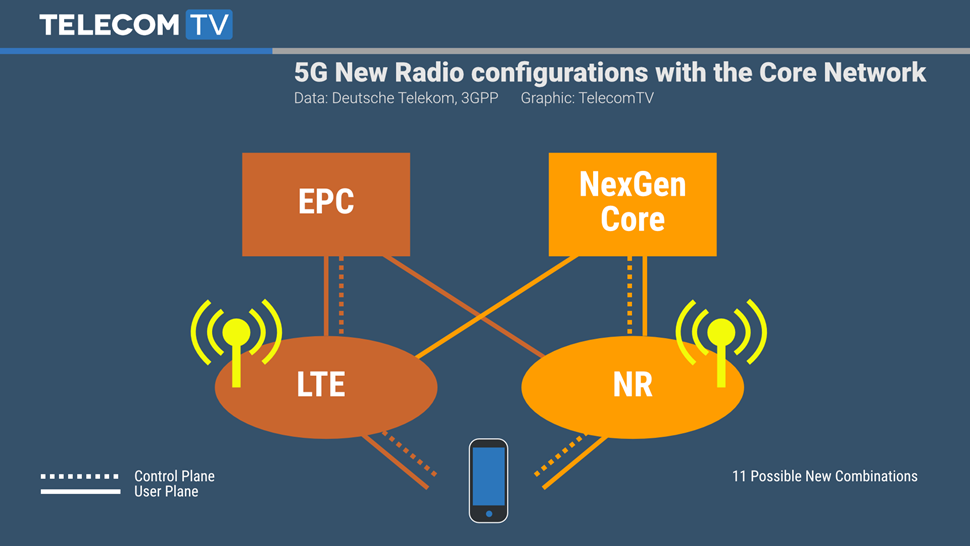 TELECOM TV
5G New Radio configurations with the Core Network
Data: Deutsche Telekom, 3GPP Graphic: TelecomTV
EPC
NexGen
Core
LTE
NR
Control Plane
User Plane
11 Possible New Combinations